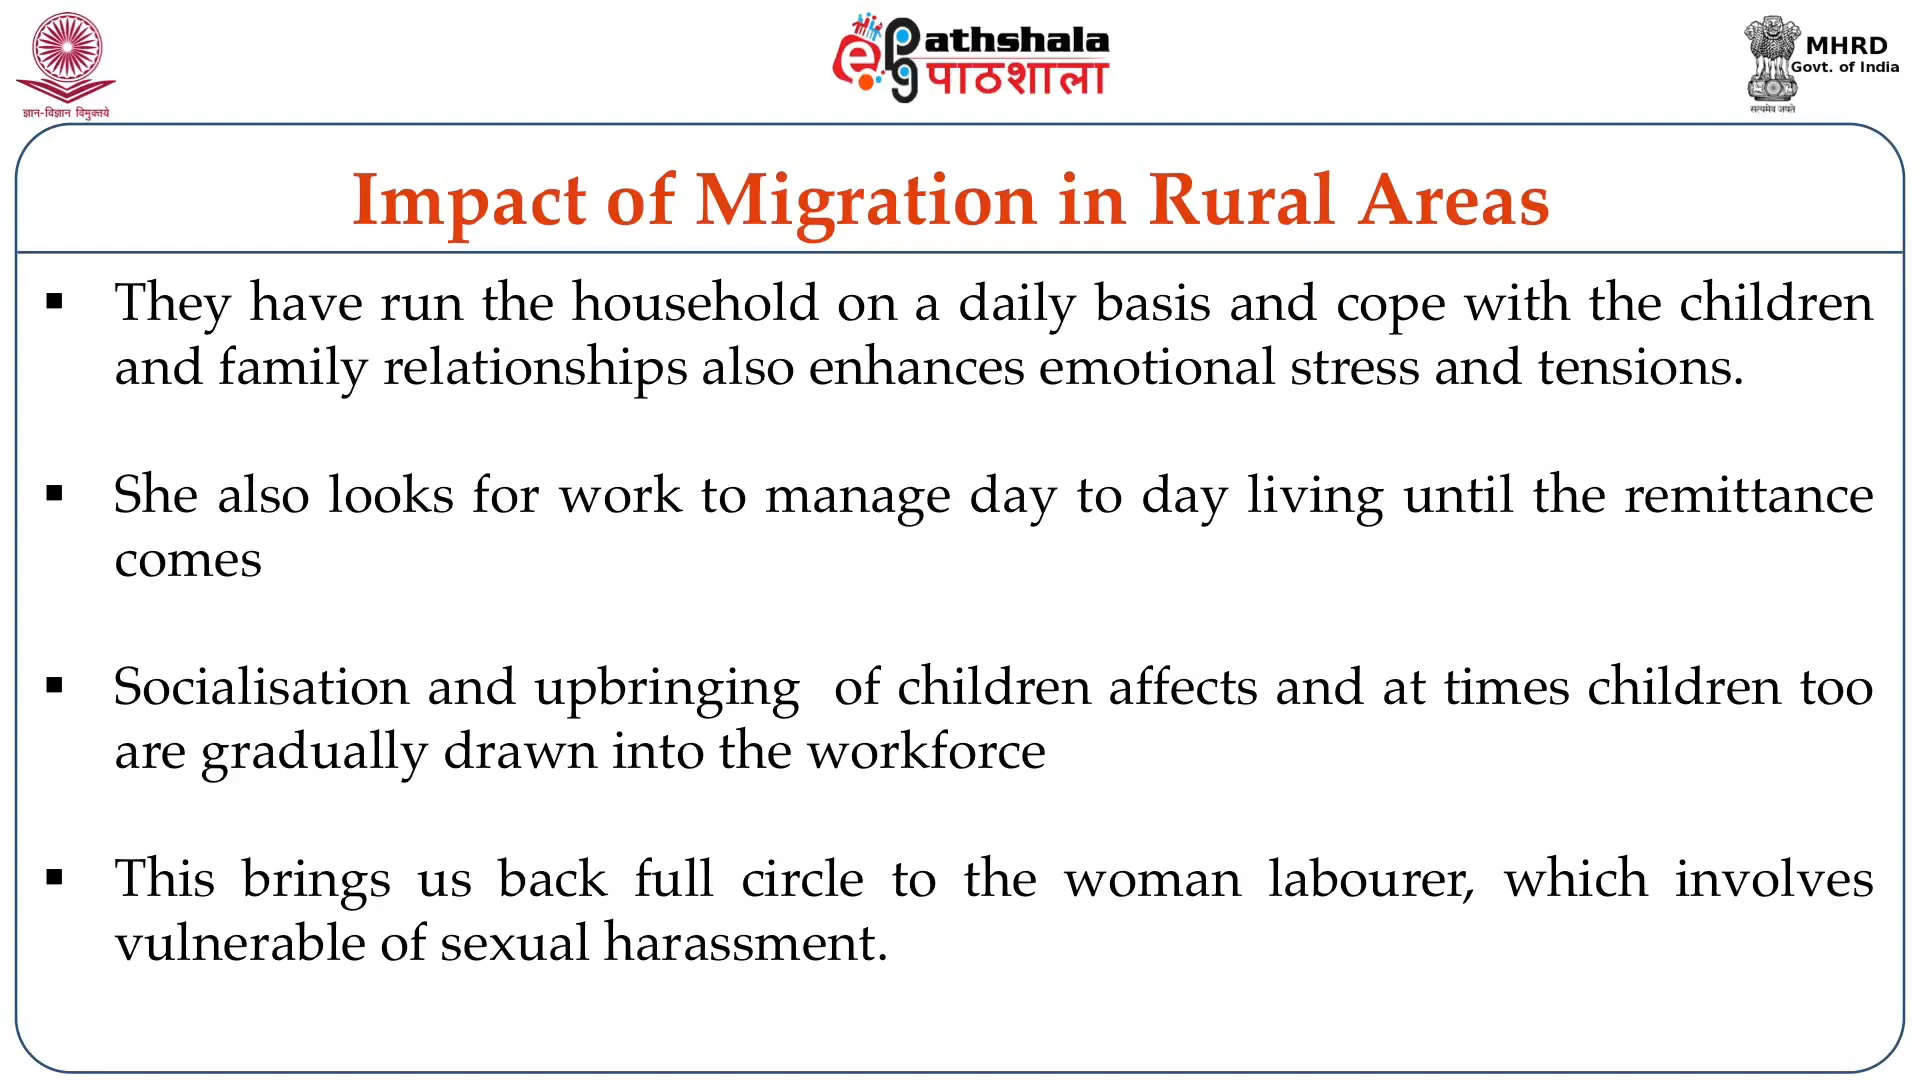 ज्ञान-विज्ञान विमुक्तये
e
pg
athshala
पाठशाला
MHRD
Govt. of India
सत्यमेव जयते
Impact of Migration in Rural Areas
▪ They have run the household on a daily basis and cope with the children
and family relationships also enhances emotional stress and tensions.
▪ She also looks for work to manage day to day living until the remittance
comes
▪ Socialisation and upbringing of children affects and at times children too
are gradually drawn into the workforce
▪ This brings us back full circle to the woman labourer, which involves
vulnerable of sexual harassment.